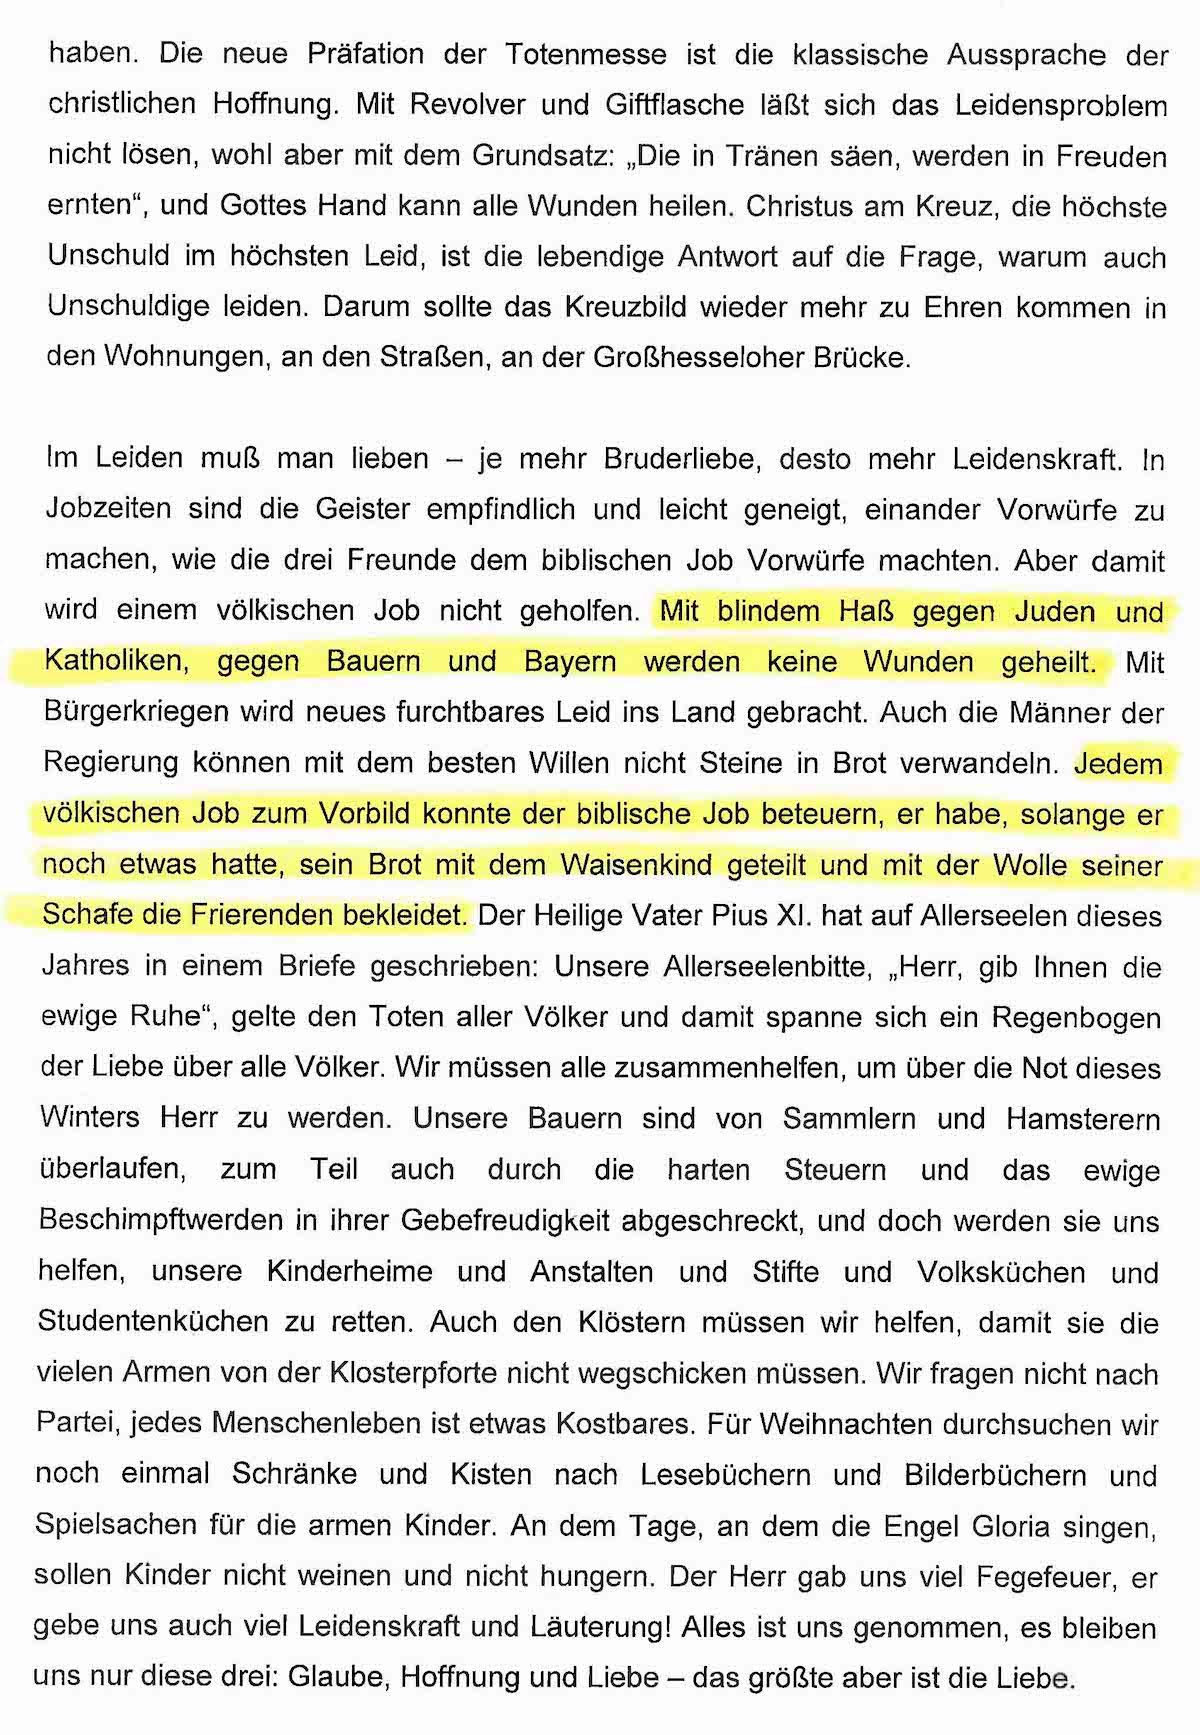 haben. Die neue Präfation der Totenmesse ist die klassische Aussprache der
christlichen Hoffnung. Mit Revolver und Giftflasche läßt sich das Leidensproblem
nicht lösen, wohl aber mit dem Grundsatz: „Die in Tränen säen, werden in Freuden
ernten“, und Gottes Hand kann alle Wunden heilen. Christus am Kreuz, die höchste
Unschuld im höchsten Leid, ist die lebendige Antwort auf die Frage, warum auch
Unschuldige leiden. Darum sollte das Kreuzbild wieder mehr zu Ehren kommen in
den Wohnungen, an den Straßen, an der Großhesseloher Brücke.
Im Leiden muß man lieben – je mehr Bruderliebe, desto mehr Leidenskraft. In
Jobzeiten sind die Geister empfindlich und leicht geneigt, einander Vorwürfe zu
machen, wie die drei Freunde dem biblischen Job Vorwürfe machten. Aber damit
wird einem völkischen Job nicht geholfen. Mit blindem Haß gegen Juden und
Katholiken, gegen Bauern und Bayern werden keine Wunden geheilt. Mit
Bürgerkriegen wird neues furchtbares Leid ins Land gebracht. Auch die Männer der
Regierung können mit dem besten Willen nicht Steine in Brot verwandeln. Jedem
völkischen Job zum Vorbild konnte der biblische Job beteuern, er habe, solange er
noch etwas hatte, sein Brot mit dem Waisenkind geteilt und mit der Wolle seiner
Schafe die Frierenden bekleidet. Der Heilige Vater Pius XI. hat auf Allerseelen dieses
Jahres in einem Briefe geschrieben: Unsere Allerseelenbitte, „Herr, gib Ihnen die
ewige Ruhe“, gelte den Toten aller Völker und damit spanne sich ein Regenbogen
der Liebe über alle Völker. Wir müssen alle zusammenhelfen, um über die Not dieses
Winters Herr zu werden. Unsere Bauern sind von Sammlern und Hamsterern
überlaufen, zum Teil auch durch die harten Steuern und das ewige
Beschimpftwerden in ihrer Gebefreudigkeit abgeschreckt, und doch werden sie uns
helfen, unsere Kinderheime und Anstalten und Stifte und Volksküchen und
Studentenküchen zu retten. Auch den Klöstern müssen wir helfen, damit sie die
vielen Armen von der Klosterpforte nicht wegschicken müssen. Wir fragen nicht nach
Partei, jedes Menschenleben ist etwas Kostbares. Für Weihnachten durchsuchen wir
noch einmal Schränke und Kisten nach Lesebüchern und Bilderbüchern und
Spielsachen für die armen Kinder. An dem Tage, an dem die Engel Gloria singen,
sollen Kinder nicht weinen und nicht hungern. Der Herr gab uns viel Fegefeuer, er
gebe uns auch viel Leidenskraft und Läuterung! Alles ist uns genommen, es bleiben
uns nur diese drei: Glaube, Hoffnung und Liebe – das größte aber ist die Liebe.